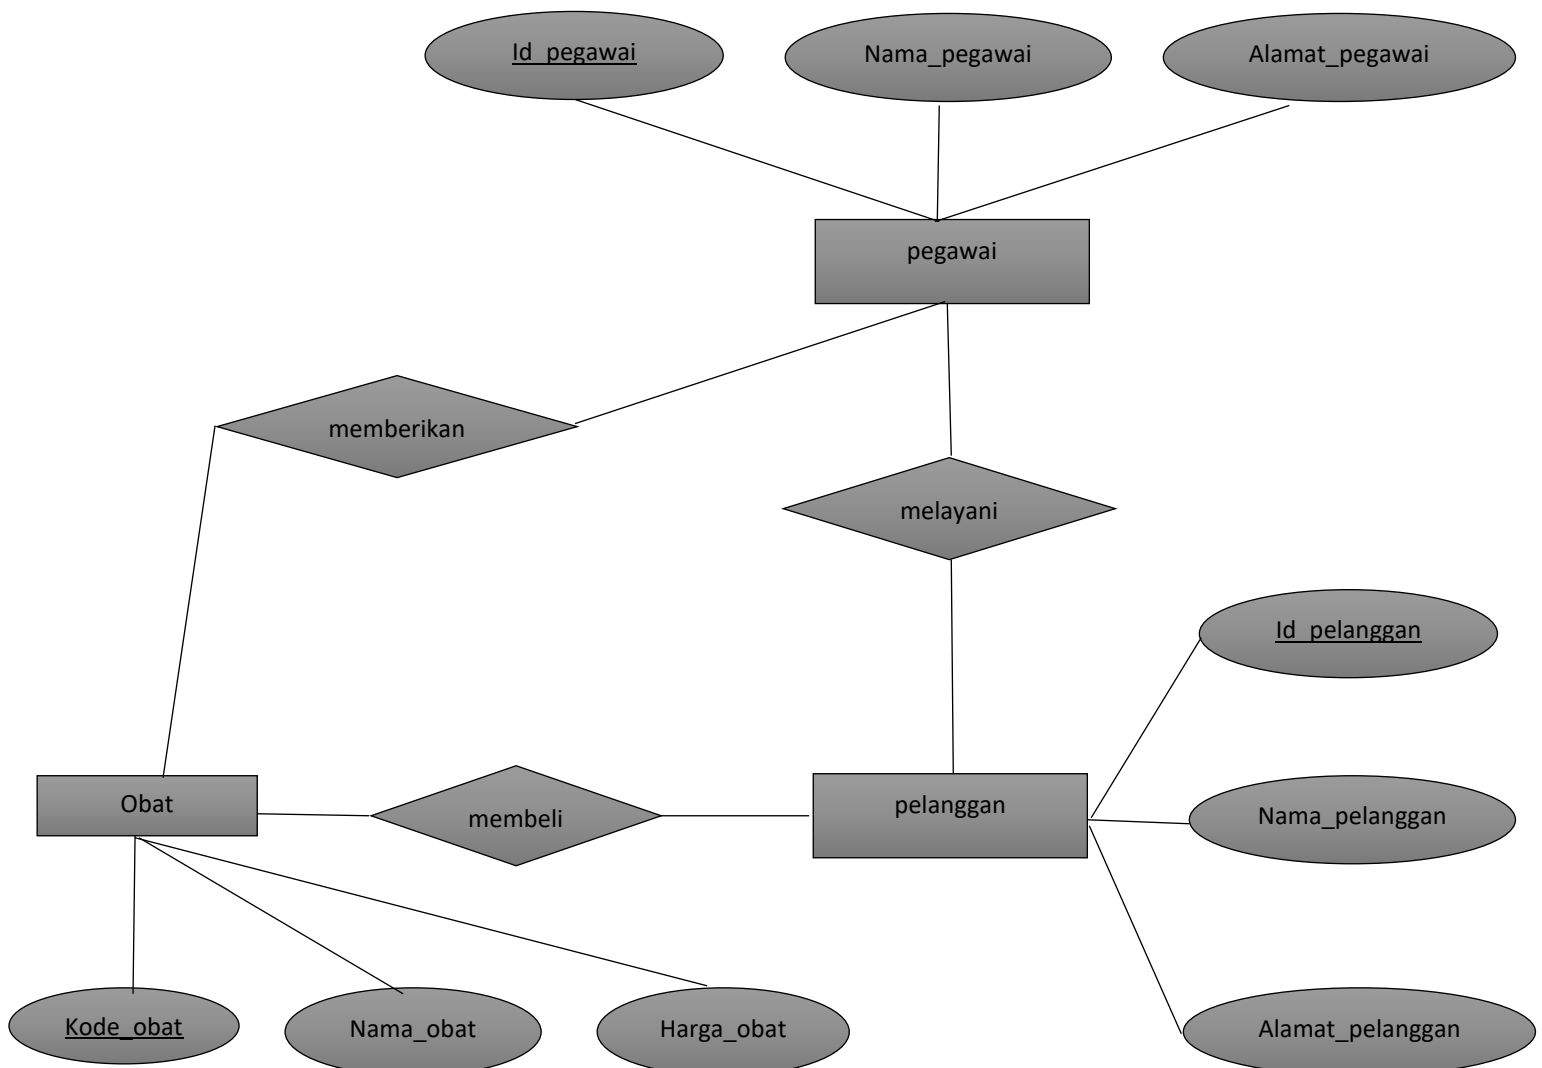 Id_pegawai
Nama_pegawai
Alamat_pegawai
pegawai
memberikan
melayani
Id_pelanggan
Obat
membeli
pelanggan
Nama_pelanggan
Kode_obat
Nama_obat
Harga_obat
Alamat_pelanggan